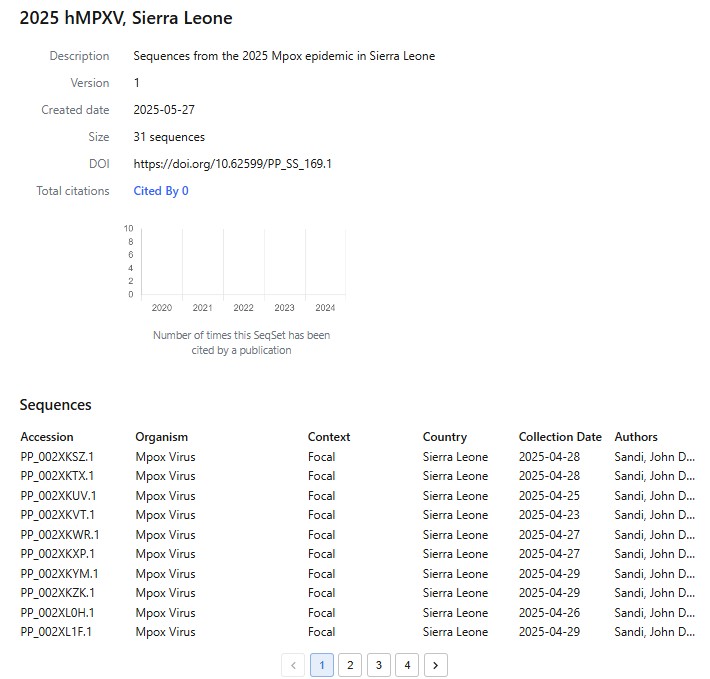 2025 hMPXV, Sierra Leone
Description Sequences from the 2025 Mpox epidemic in Sierra Leone
Version 1
Created date 2025-05-27
Size 31 sequences
DOI https://doi.org/10.62599/PP_SS_169.1
Total citations Cited By 0
10
8
6
4
2
0
2020 2021 2022 2023 2024
Number of times this SeqSet has been
cited by a publication
Sequences
Accession Organism Context Country Collection Date Authors
PP_002XKSZ.1 Mpox Virus Focal Sierra Leone 2025-04-28 Sandi, John D...
PP_002XKTX.1 Mpox Virus Focal Sierra Leone 2025-04-28 Sandi, John D...
PP_002XKUV.1 Mpox Virus Focal Sierra Leone 2025-04-25 Sandi, John D...
PP_002XKVT.1 Mpox Virus Focal Sierra Leone 2025-04-23 Sandi, John D...
PP_002XKWR.1 Mpox Virus Focal Sierra Leone 2025-04-27 Sandi, John D...
PP_002XKXP.1 Mpox Virus Focal Sierra Leone 2025-04-27 Sandi, John D...
PP_002XKYM.1 Mpox Virus Focal Sierra Leone 2025-04-29 Sandi, John D...
PP_002XKZK.1 Mpox Virus Focal Sierra Leone 2025-04-29 Sandi, John D...
PP_002XL0H.1 Mpox Virus Focal Sierra Leone 2025-04-26 Sandi, John D...
PP_002XL1F.1 Mpox Virus Focal Sierra Leone 2025-04-29 Sandi, John D...
‹ 1 2 3 4 ›